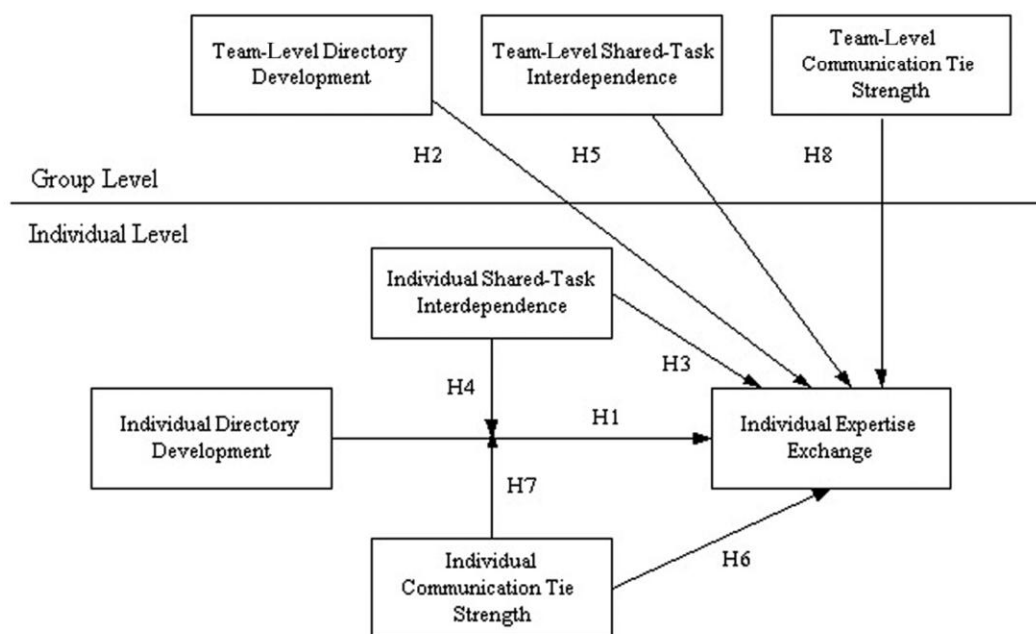 Team-Level Directory
Development
Team-Level Shared-Task
Interdependence
Team-Level
Communication Tie
Strength
H2
H5
H8
Group Level
Individual Level
Individual Shared-Task
Interdependence
H3
H4
Individual Directory
Development
H1
Individual Expertise
Exchange
H7
Individual
Communication Tie
Strength
H6